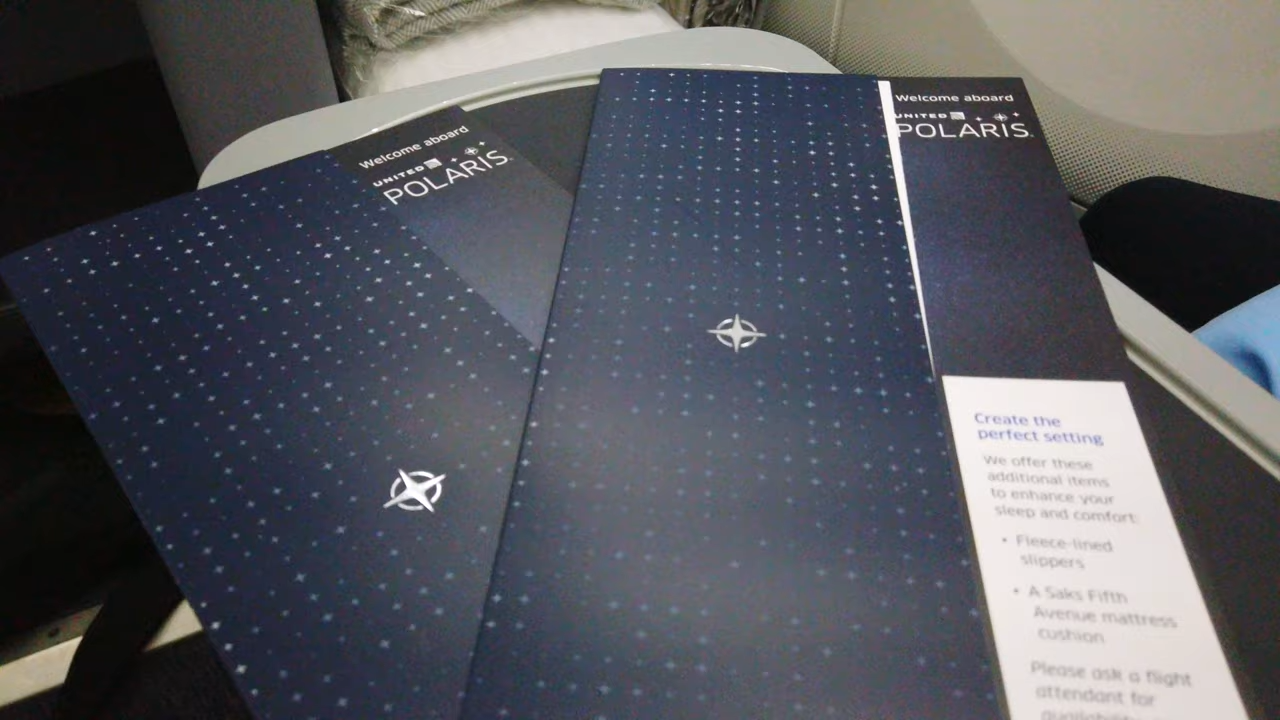 Welcome aboard
UNITED
POLARIS
Welcome aboard
UNITED
POLARIS
Create the
perfect setting
We offer these
additional items
to enhance your
sleep and comfort:
• Fleece-lined
slippers
• A Saks Fifth
Avenue mattress
cushion
Please ask a flight
attendant for